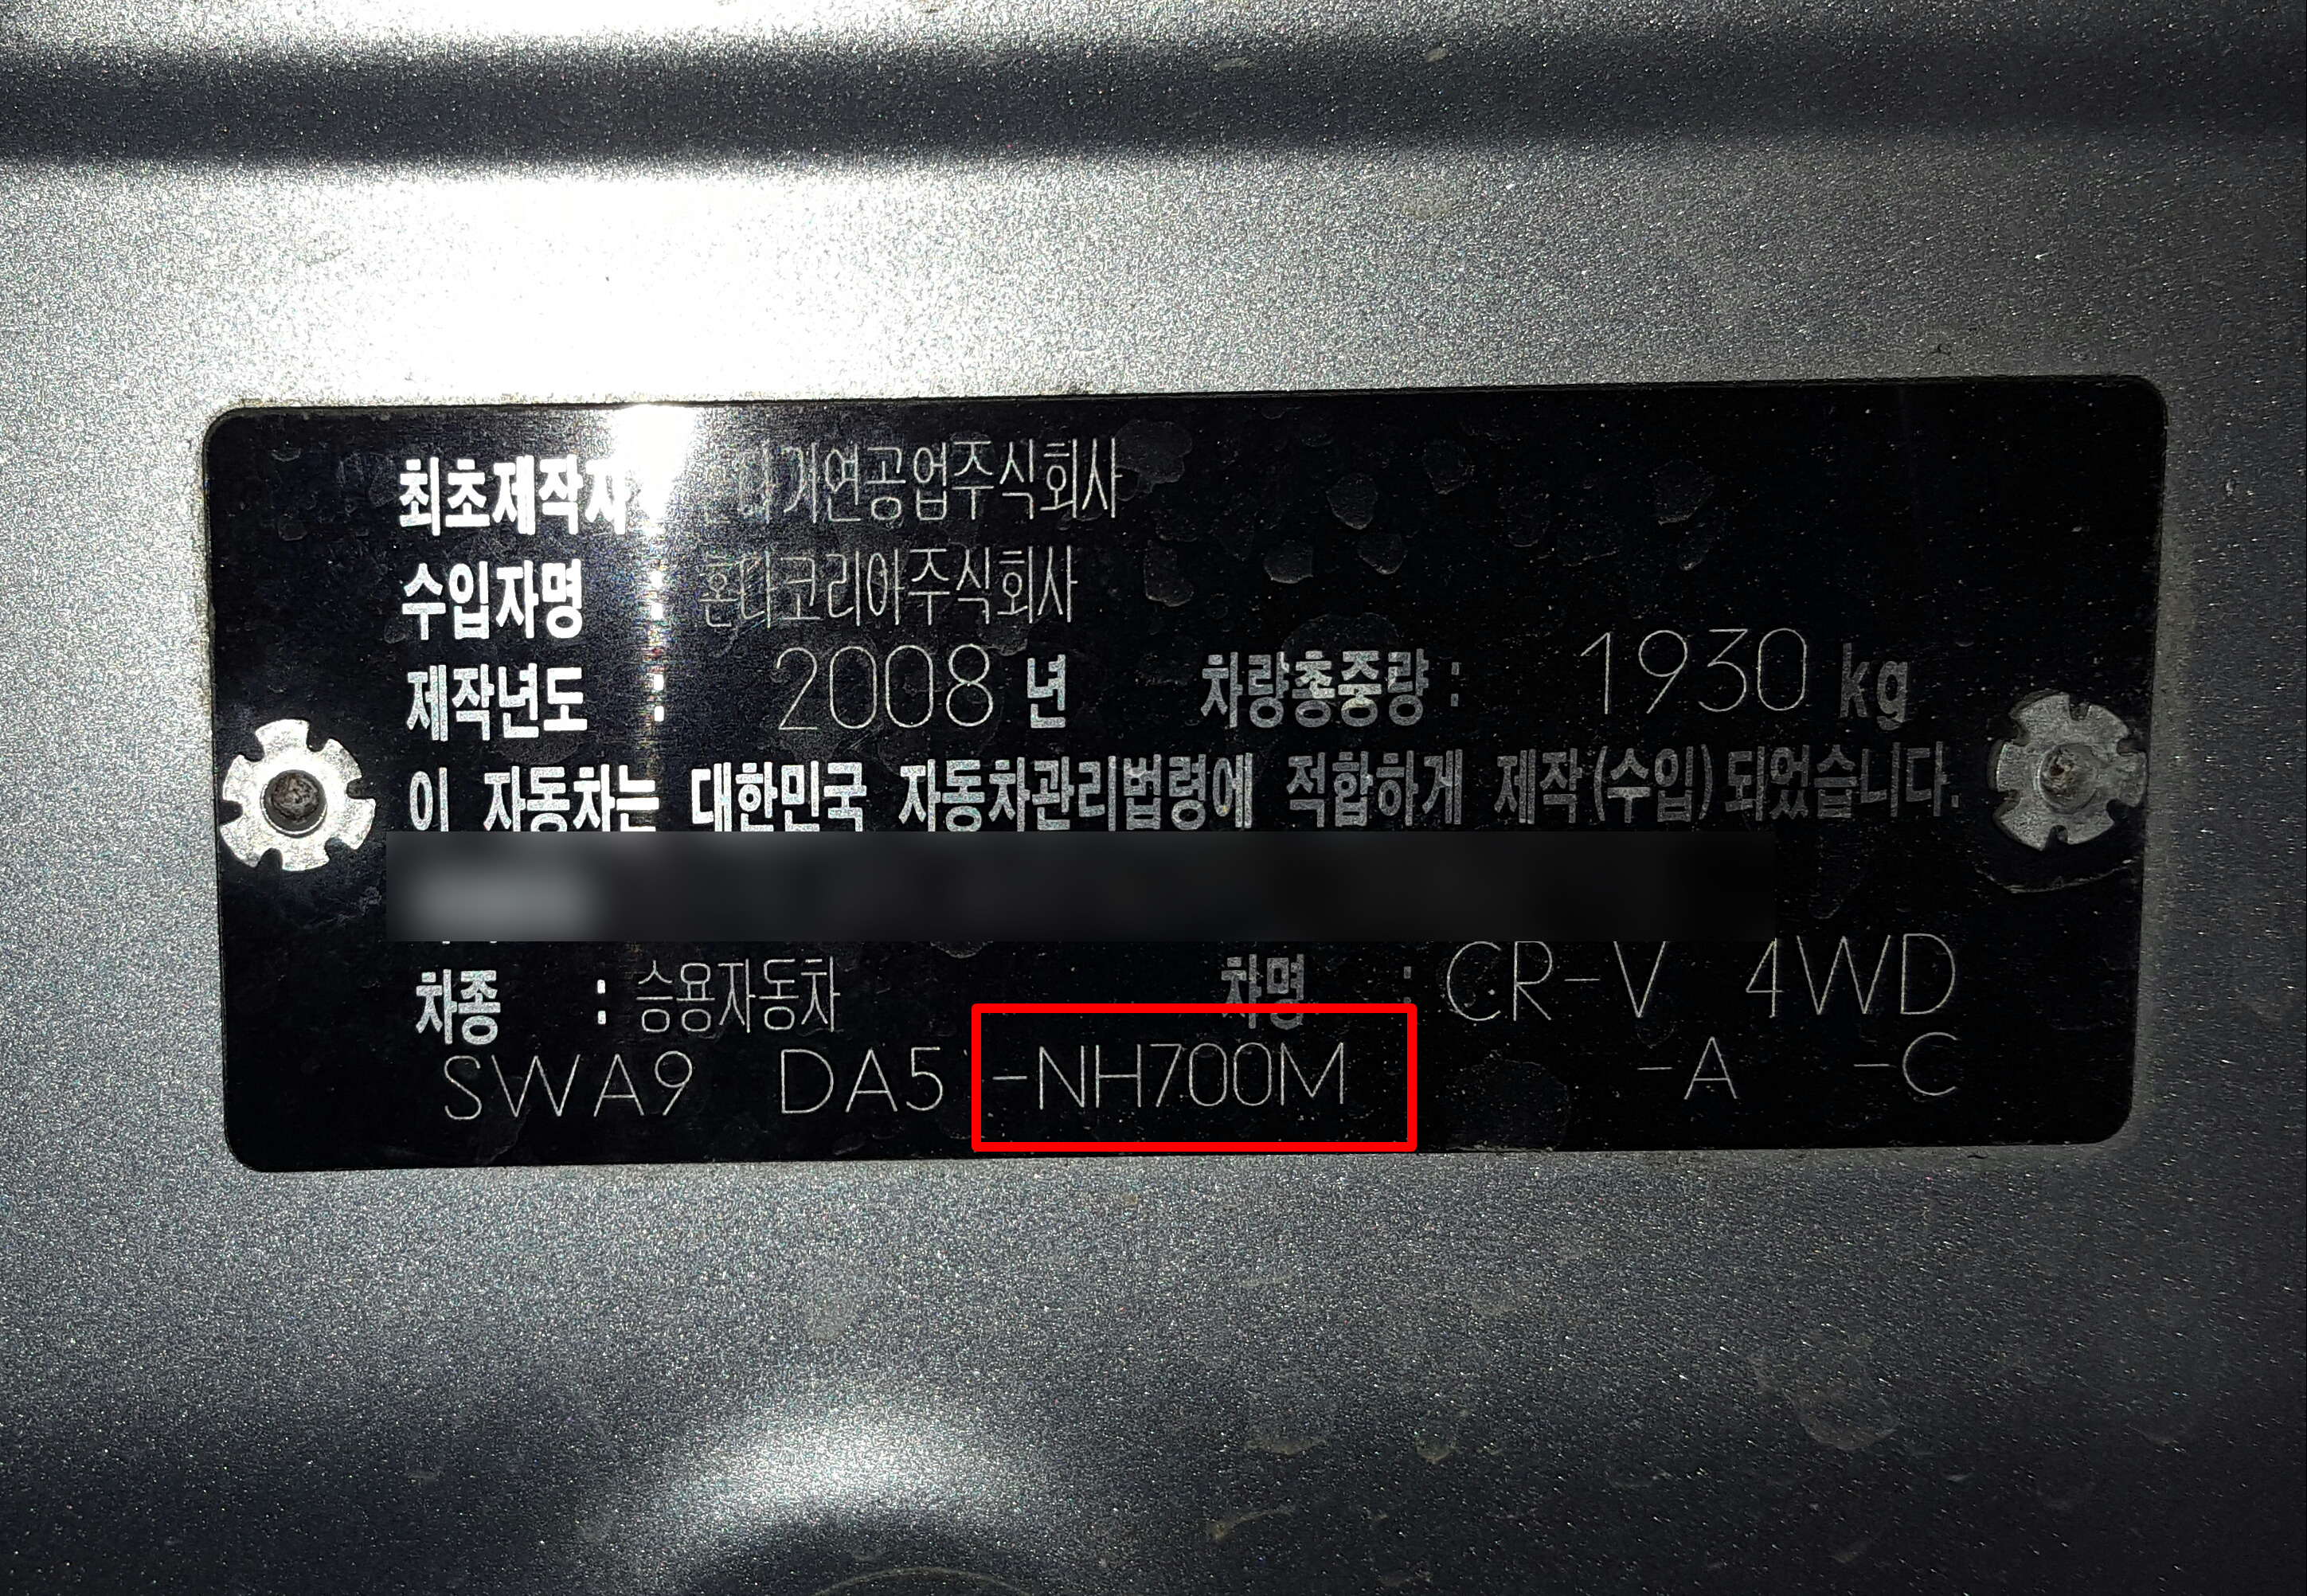 최초제작자 : 혼다기연공업주식회사
수입자명 : 혼다코리아주식회사
제작년도 : 2008 년 차량총중량 : 1930 kg
이 자동차는 대한민국 자동차관리법령에 적합하게 제작(수입)되었습니다.
차종 : 승용자동차 차명 : CR-V 4WD
SWA9 DA5 -NH700M -A -C